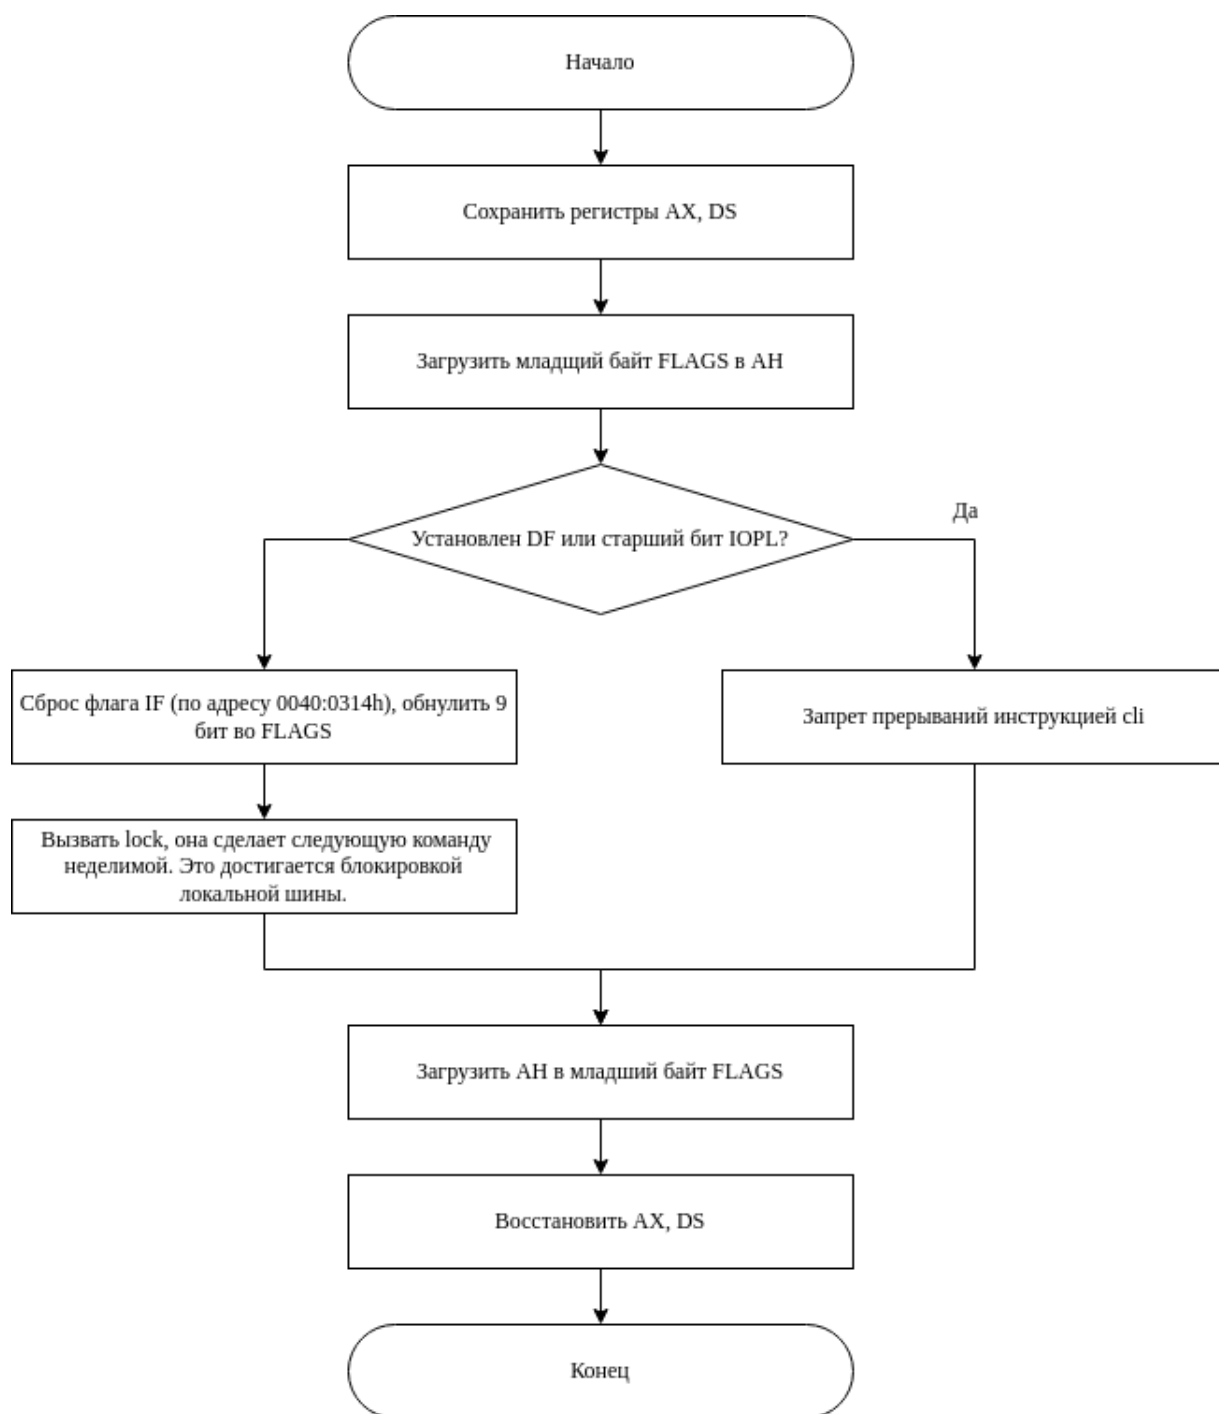 Начало
Сохранить регистры AX, DS
Загрузить младщий байт FLAGS в AH
Установлен DF или старший бит IOPL?
Да
Сброс флага IF (по адресу 0040:0314h), обнулить 9
бит во FLAGS
Запрет прерываний инструкцией cli
Вызвать lock, она сделает следующую команду
неделимой. Это достигается блокировкой
локальной шины.
Загрузить AH в младший байт FLAGS
Восстановить AX, DS
Конец